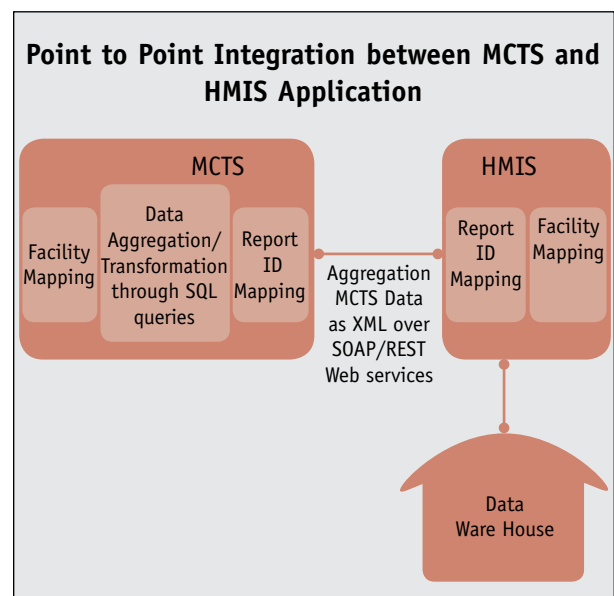 Point to Point Integration between MCTS and
HMIS Application
MCTS
Facility
Mapping
Data
Aggregation/
Transformation
through SQL
queries
Report
ID
Mapping
Aggregation
MCTS Data
as XML over
SOAP/REST
Web services
HMIS
Report
ID
Mapping
Facility
Mapping
Data
Ware House